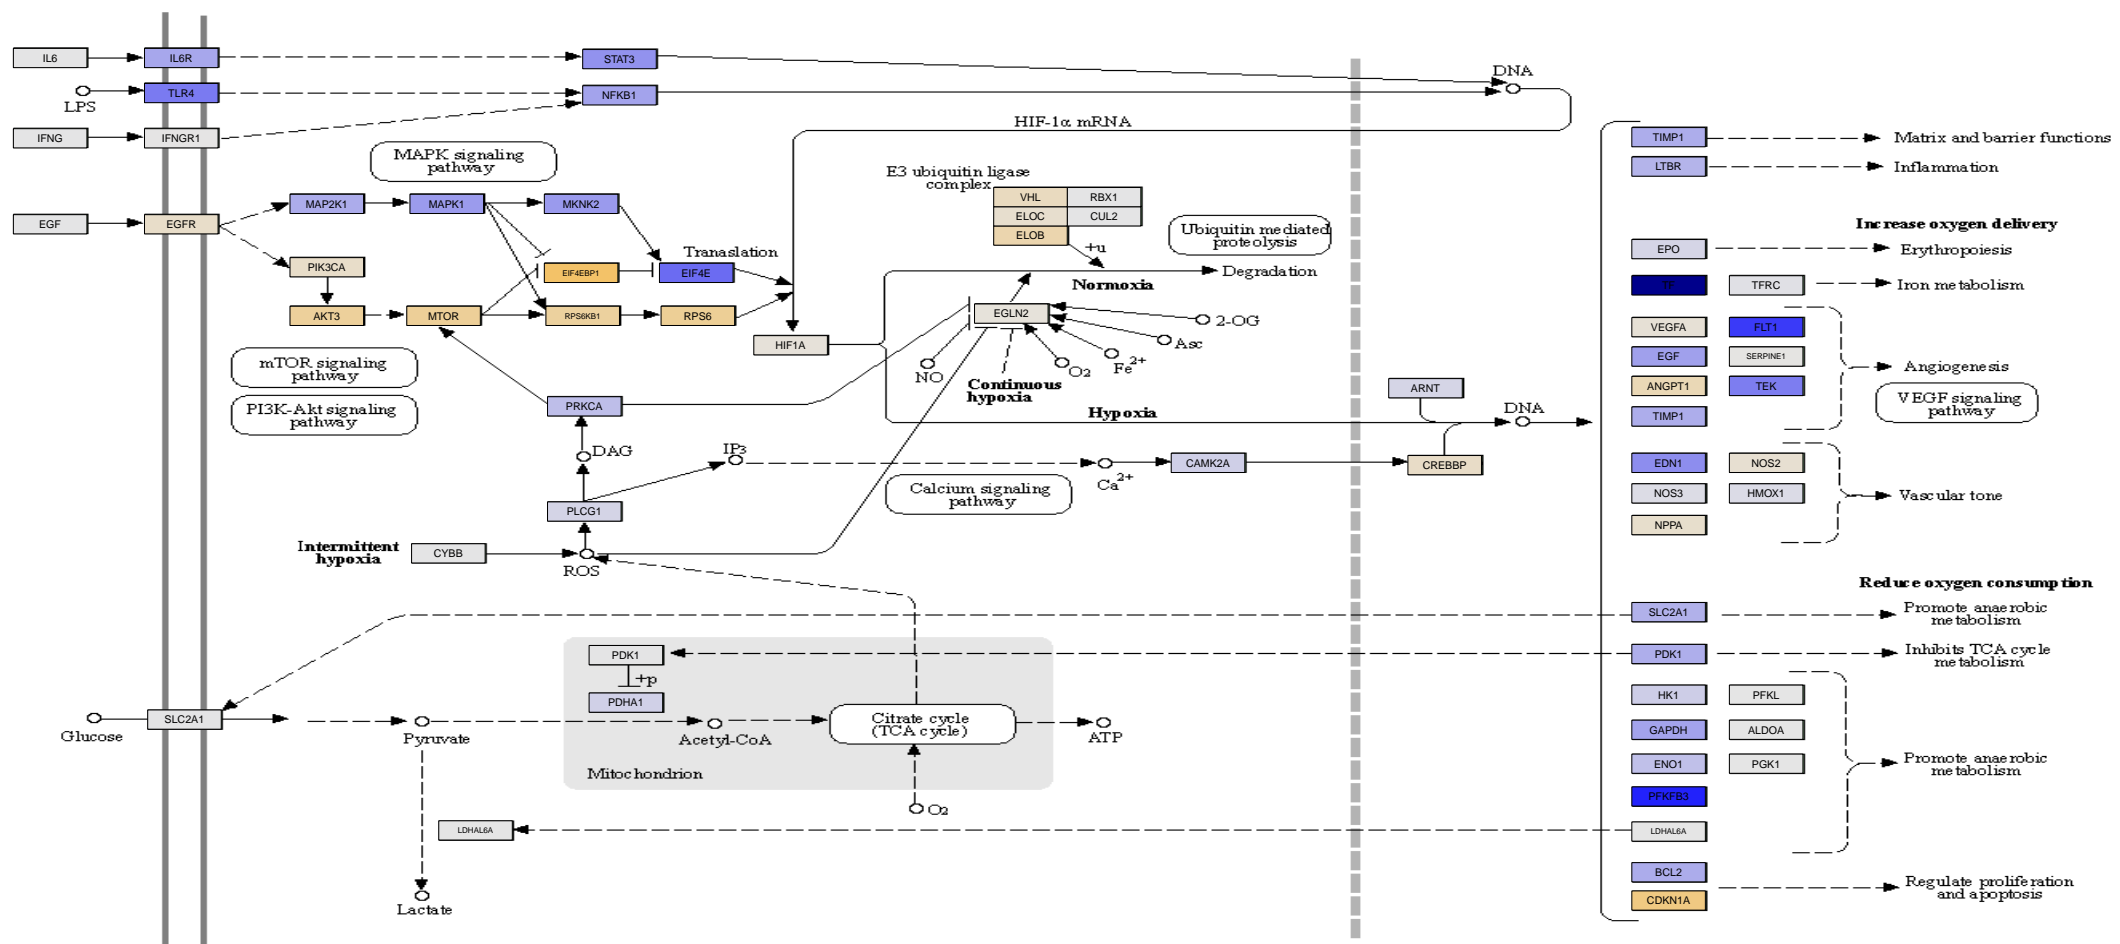 IL6
IL6R
STAT3
DNA
LPS
TLR4
NFKB1
IFNG
IFNGR1
HIF-1α mRNA
MAPK signaling
pathway
E3 ubiquitin ligase
complex
VHL
RBX1
ELOC
CUL2
ELOB
+u
Ubiquitin mediated
proteolysis
MAP2K1
MAPK1
MKNK2
EGF
EGFR
Tranaslation
PIK3CA
EIF4EBP1
EIF4E
Degradation
Normoxia
AKT3
MTOR
RPS6KB1
RPS6
EGLN2
2-OG
Asc
Fe2+
O2
NO
HIF1A
mTOR signaling
pathway
PI3K-Akt signaling
pathway
Continuous
hypoxia
PRKCA
Hypoxia
ARNT
DNA
DAG
IP3
Ca2+
CAMK2A
CREBBP
Calcium signaling
pathway
PLCG1
Intermittent
hypoxia
CYBB
ROS
PDK1
+p
PDHA1
Glucose
SLC2A1
Pyruvate
Acetyl-CoA
Citrate cycle
(TCA cycle)
ATP
Mitochondrion
O2
LDHAL6A
Lactate
TIMP1
Matrix and barrier functions
LTBR
Inflammation
Increase oxygen delivery
EPO
Erythropoiesis
TF
TFRC
Iron metabolism
VEGFA
FLT1
EGF
SERPINE1
Angiogenesis
ANGPT1
TEK
VEGF signaling
pathway
TIMP1
EDN1
NOS2
NOS3
HMOX1
Vascular tone
NPPA
Reduce oxygen consumption
SLC2A1
Promote anaerobic
metabolism
PDK1
Inhibits TCA cycle
metabolism
HK1
PFKL
GAPDH
ALDOA
ENO1
PGK1
Promote anaerobic
metabolism
PFKFB3
LDHAL6A
BCL2
Regulate proliferation
and apoptosis
CDKN1A